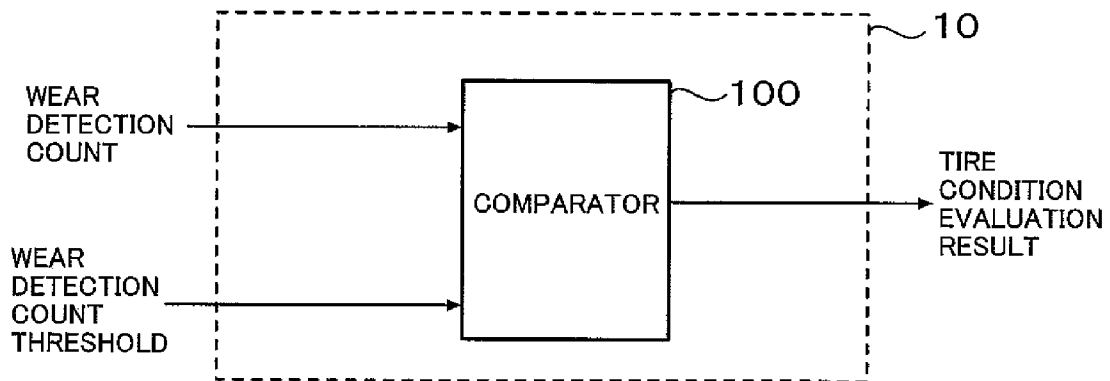 10
WEAR
DETECTION
COUNT
100
COMPARATOR
TIRE
CONDITION
EVALUATION
RESULT
WEAR
DETECTION
COUNT
THRESHOLD